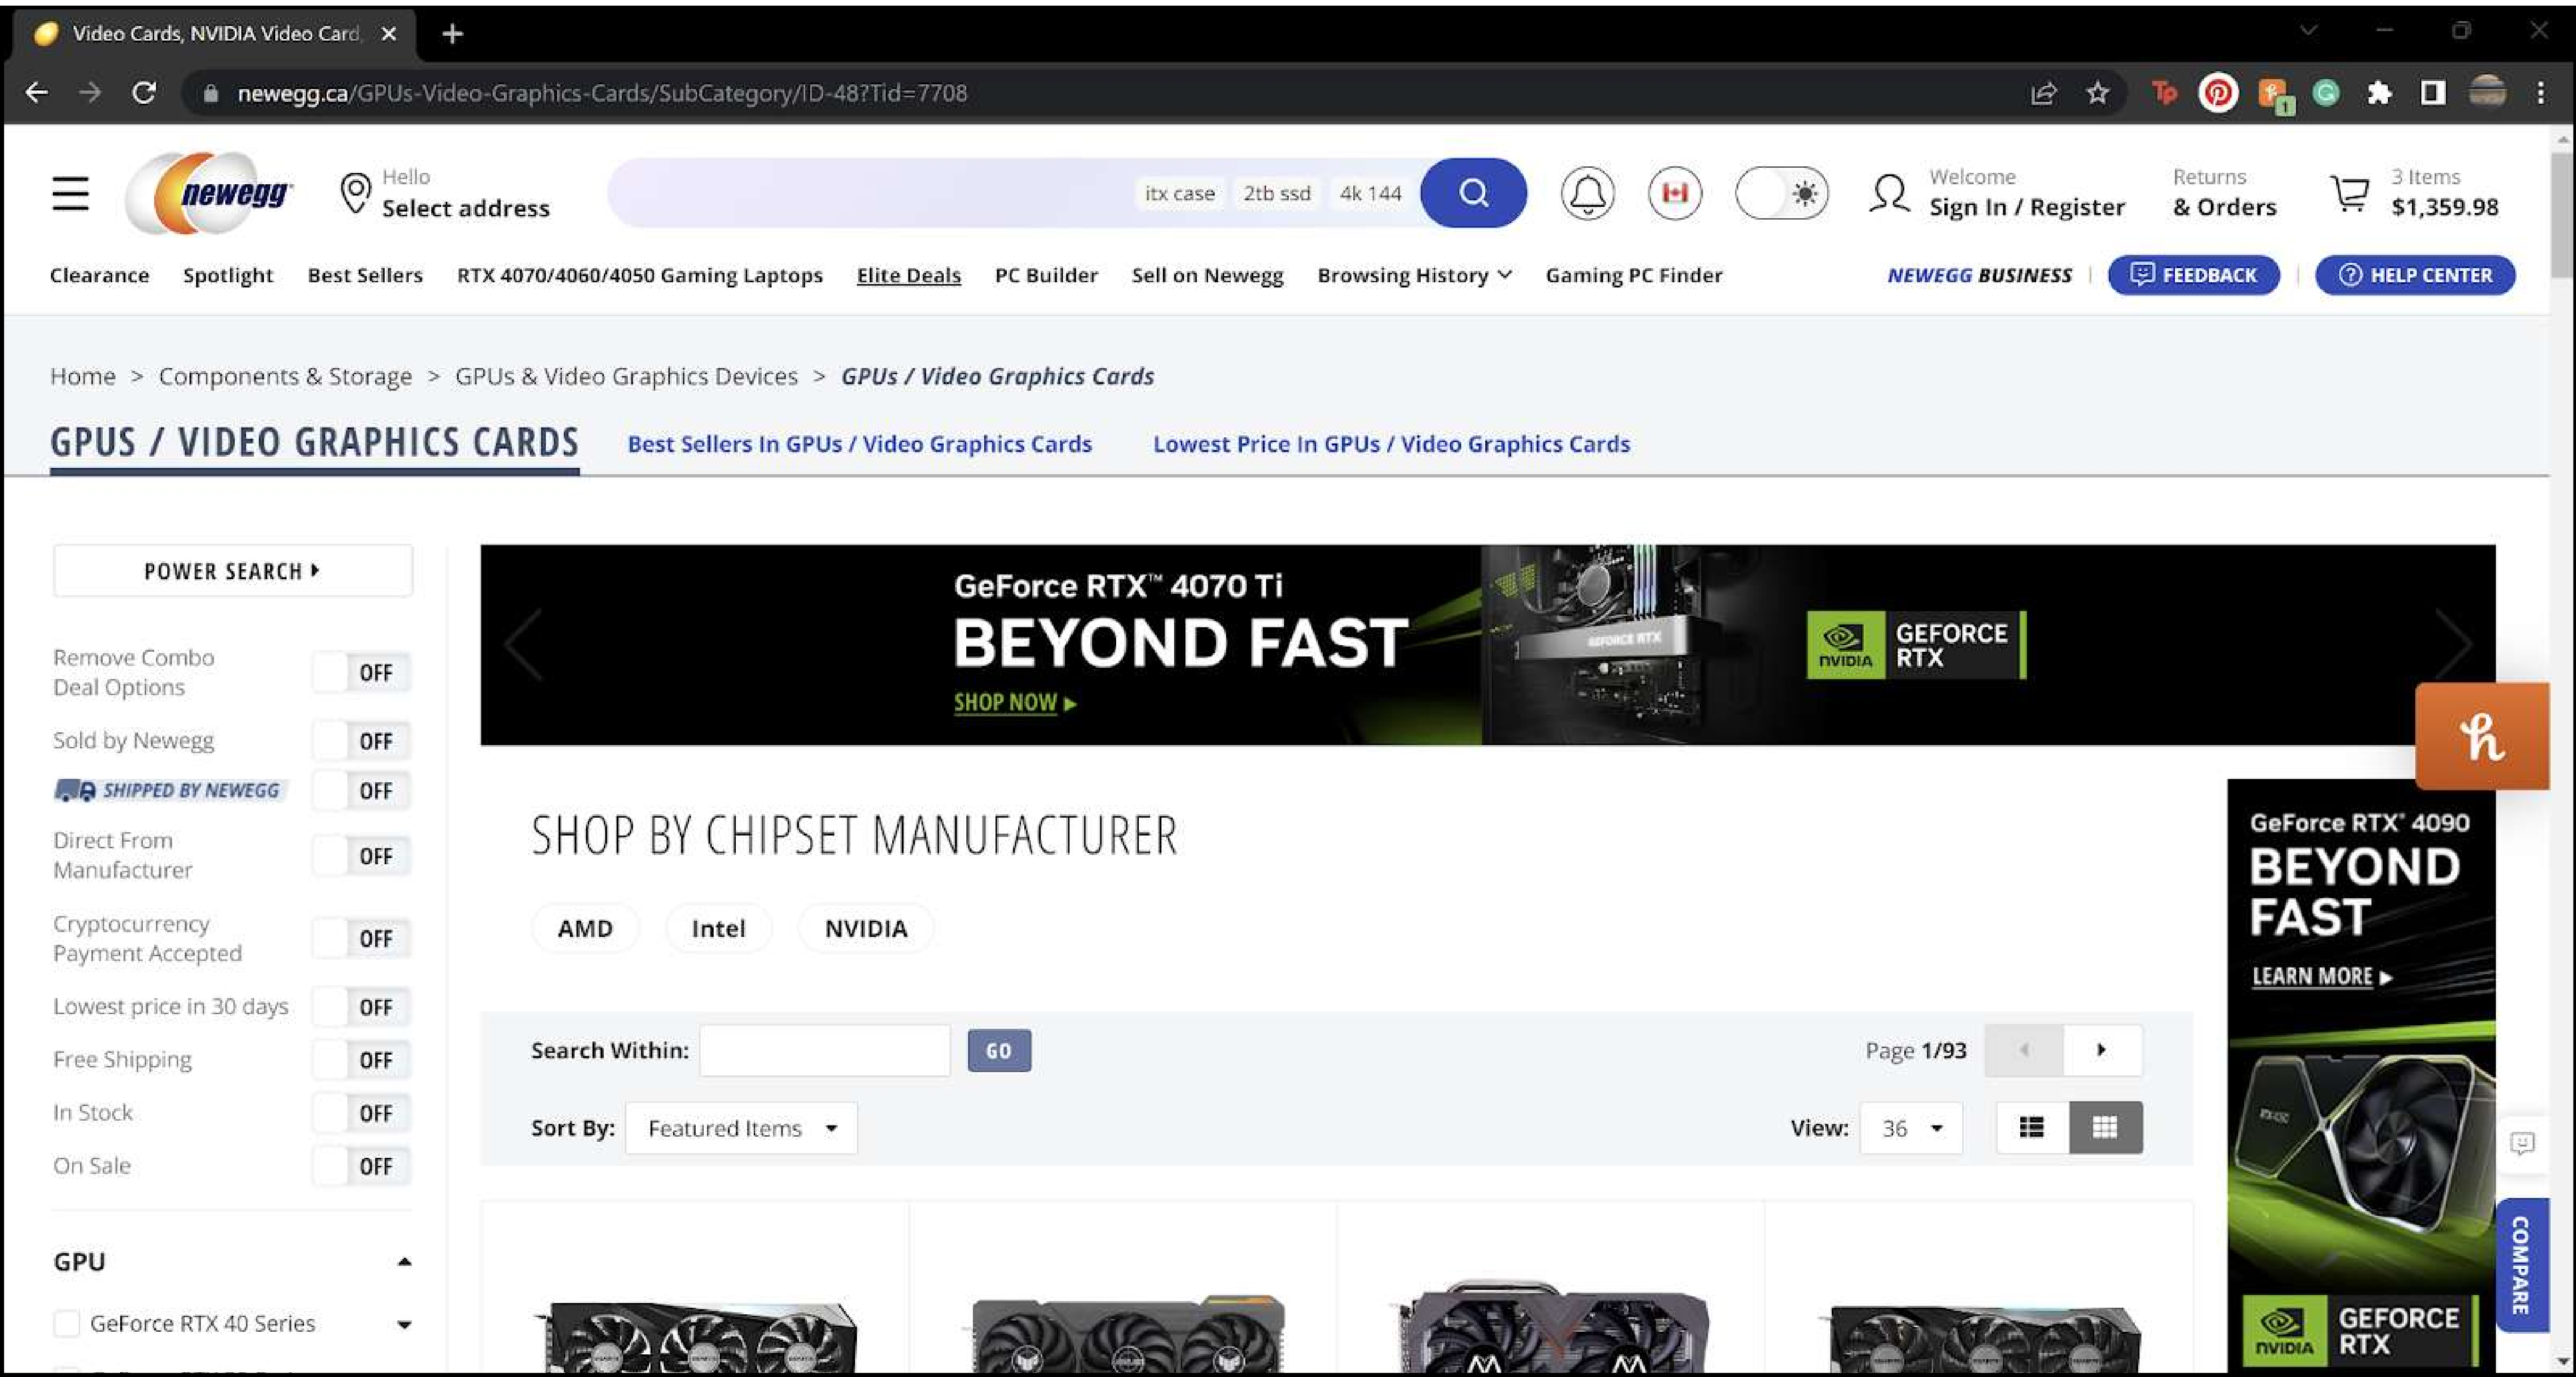 Video Cards, NVIDIA Video Card,
newegg.ca/GPUs-Video-Graphics-Cards/SubCategory/ID-48?Tid=7708
Tp
1
newegg
Hello
Select address
itx case 2tb ssd 4k 144
Welcome
Sign In / Register
Returns
& Orders
3 Items
$1,359.98
Clearance Spotlight Best Sellers RTX 4070/4060/4050 Gaming Laptops Elite Deals PC Builder Sell on Newegg Browsing History Gaming PC Finder
NEWEGG BUSINESS FEEDBACK HELP CENTER
Home > Components & Storage > GPUs & Video Graphics Devices > GPUs / Video Graphics Cards
GPUS / VIDEO GRAPHICS CARDS Best Sellers In GPUs / Video Graphics Cards Lowest Price In GPUs / Video Graphics Cards
POWER SEARCH
Remove Combo
Deal Options
OFF
Sold by Newegg OFF
SHIPPED BY NEWEGG OFF
Direct From
Manufacturer
OFF
Cryptocurrency
Payment Accepted
OFF
Lowest price in 30 days OFF
Free Shipping OFF
In Stock OFF
On Sale OFF
GPU
GeForce RTX 40 Series
GeForce RTX™ 4070 Ti
BEYOND FAST
SHOP NOW
GEFORCE RTX
NVIDIA
GEFORCE
RTX
h
SHOP BY CHIPSET MANUFACTURER
AMD Intel NVIDIA
Search Within: GO
Page 1/93
Sort By: Featured Items
View: 36
GeForce RTX® 4090
BEYOND
FAST
LEARN MORE
NVIDIA
GEFORCE
RTX
COMPARE